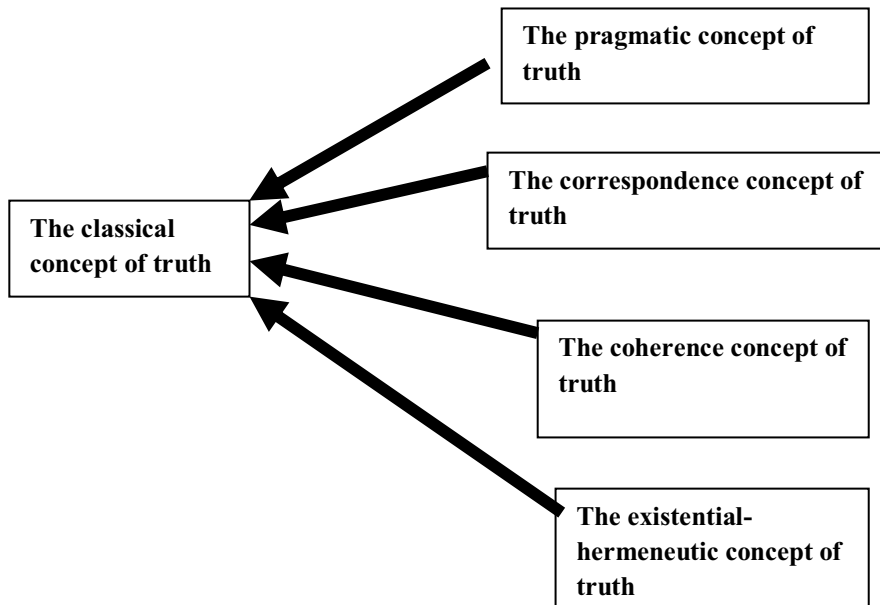 The pragmatic concept of
truth
The correspondence concept of
truth
The classical
concept of truth
The coherence concept of
truth
The existential-
hermeneutic concept of
truth